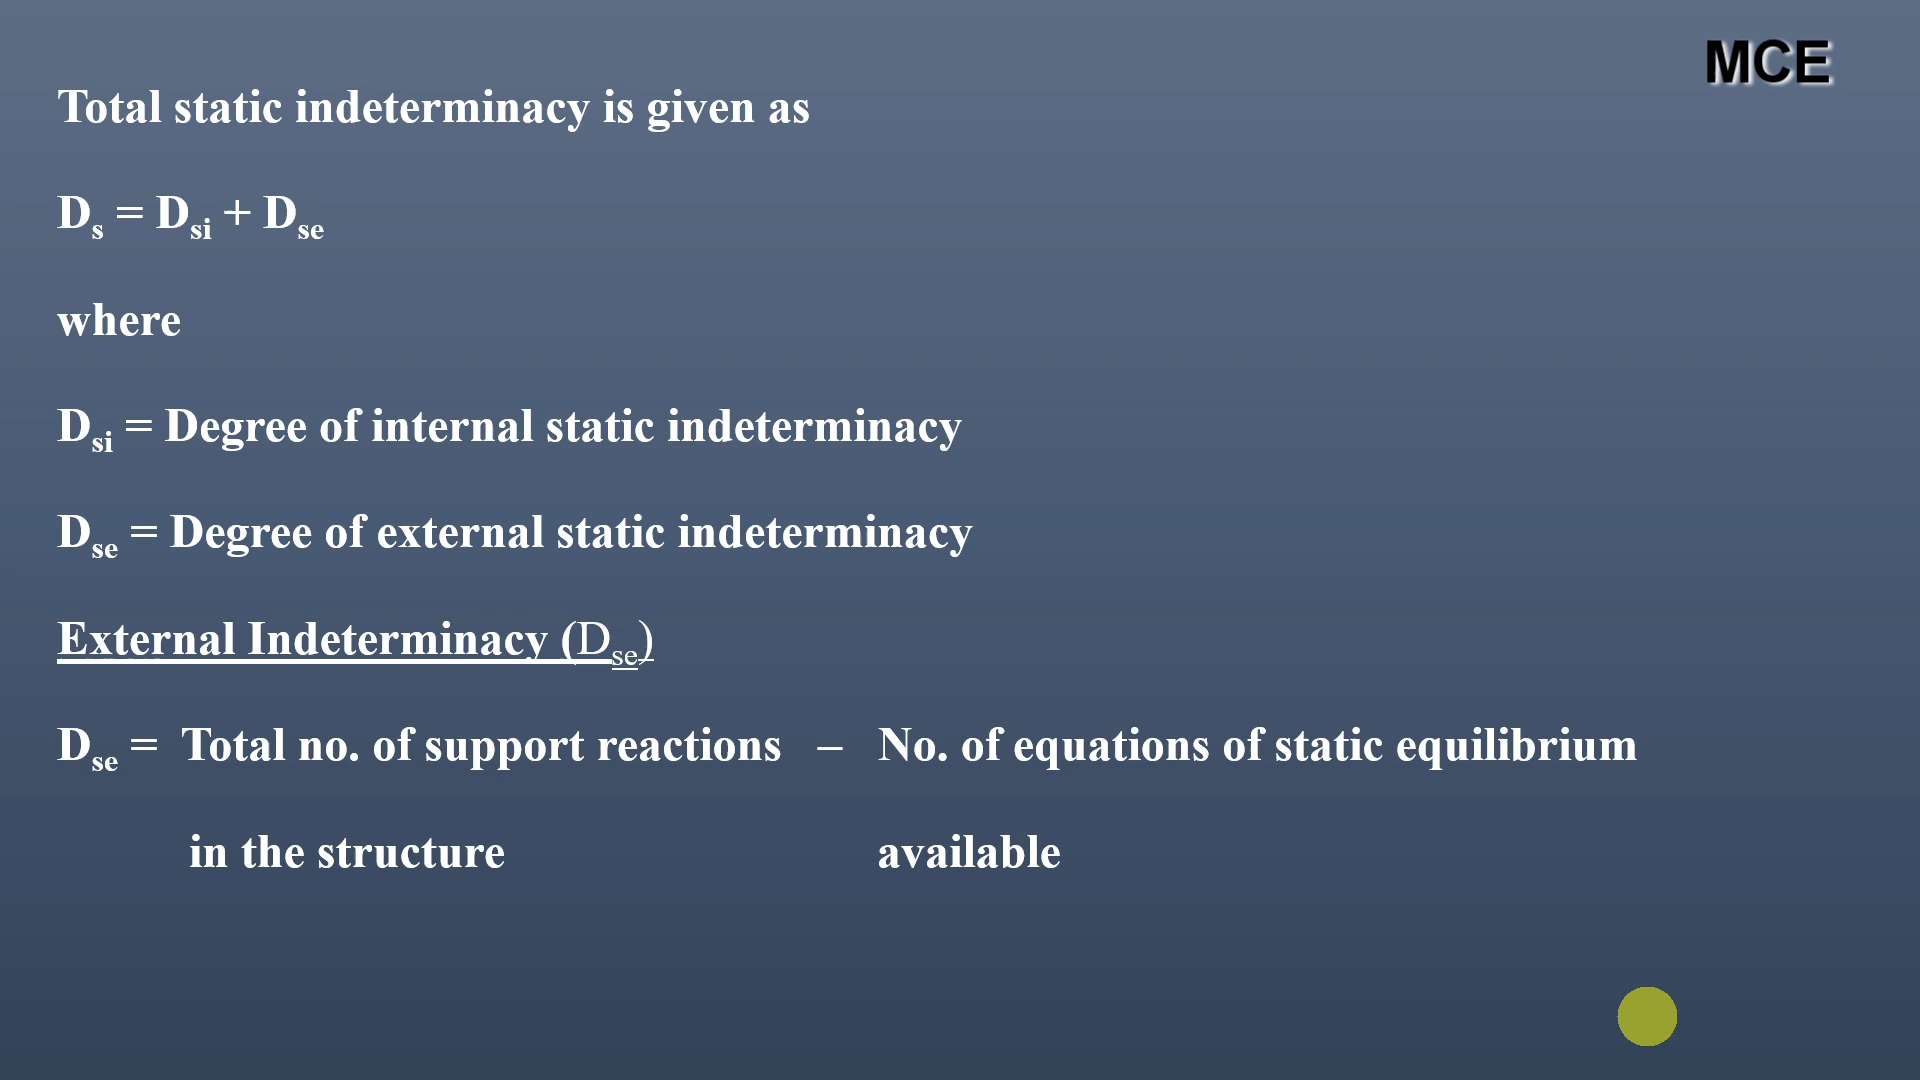 MCE
Total static indeterminacy is given as
Dₛ = Dₛᵢ + Dₛₑ
where
Dₛᵢ = Degree of internal static indeterminacy
Dₛₑ = Degree of external static indeterminacy
External Indeterminacy (Dₛₑ)
Dₛₑ = Total no. of support reactions – No. of equations of static equilibrium
in the structure available